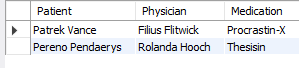 Patient Physician Medication
Patrek Vance Filius Flitwick Procrastin-X
Pereno Pendaerys Rolanda Hooch Thesisin